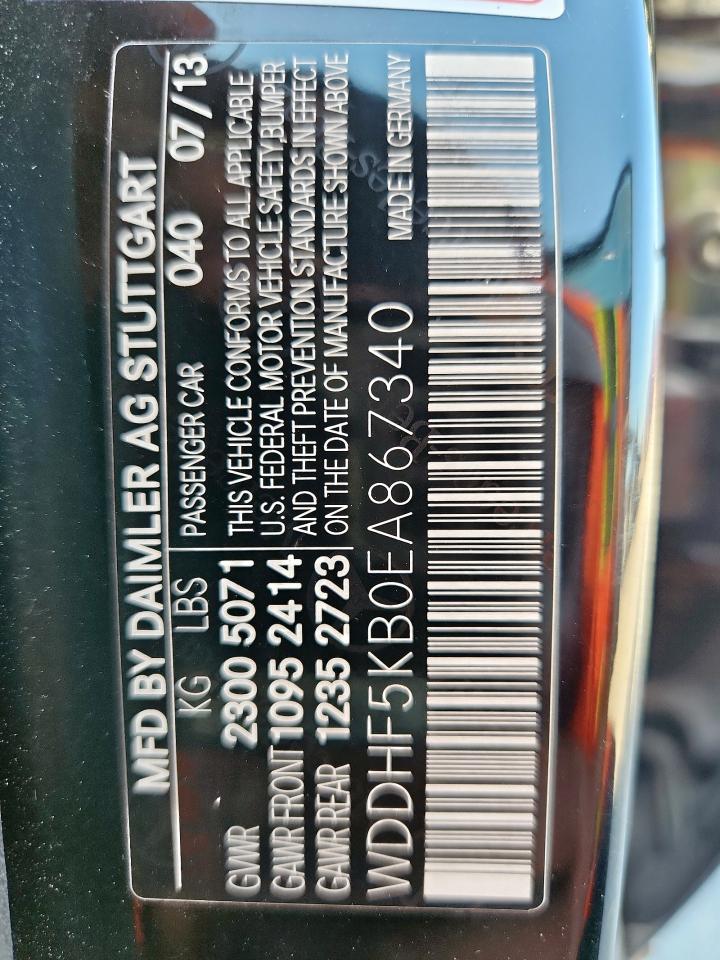 MFD BY DAIMLER AG STUTTGART
KG LBS PASSENGER CAR 040 07/13
GVWR 2300 5071 THIS VEHICLE CONFORMS TO ALL APPLICABLE
GAWR FRONT 1095 2414 U.S. FEDERAL MOTOR VEHICLE SAFETY,BUMPER
GAWR REAR 1235 2723 AND THEFT PREVENTION STANDARDS IN EFFECT
ON THE DATE OF MANUFACTURE SHOWN ABOVE
WDDHF5KB0EA867340 MADE IN GERMANY